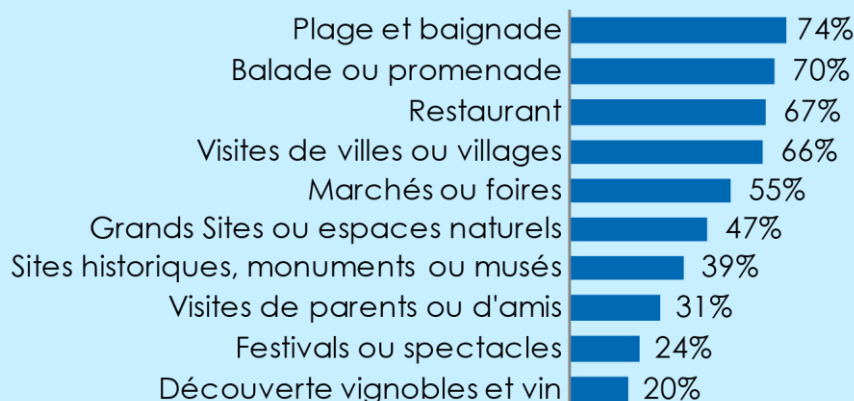 Plage et baignade 74%
Balade ou promenade 70%
Restaurant 67%
Visites de villes ou villages 66%
Marchés ou foires 55%
Grands Sites ou espaces naturels 47%
Sites historiques, monuments ou musés 39%
Visites de parents ou d'amis 31%
Festivals ou spectacles 24%
Découverte vignobles et vin 20%